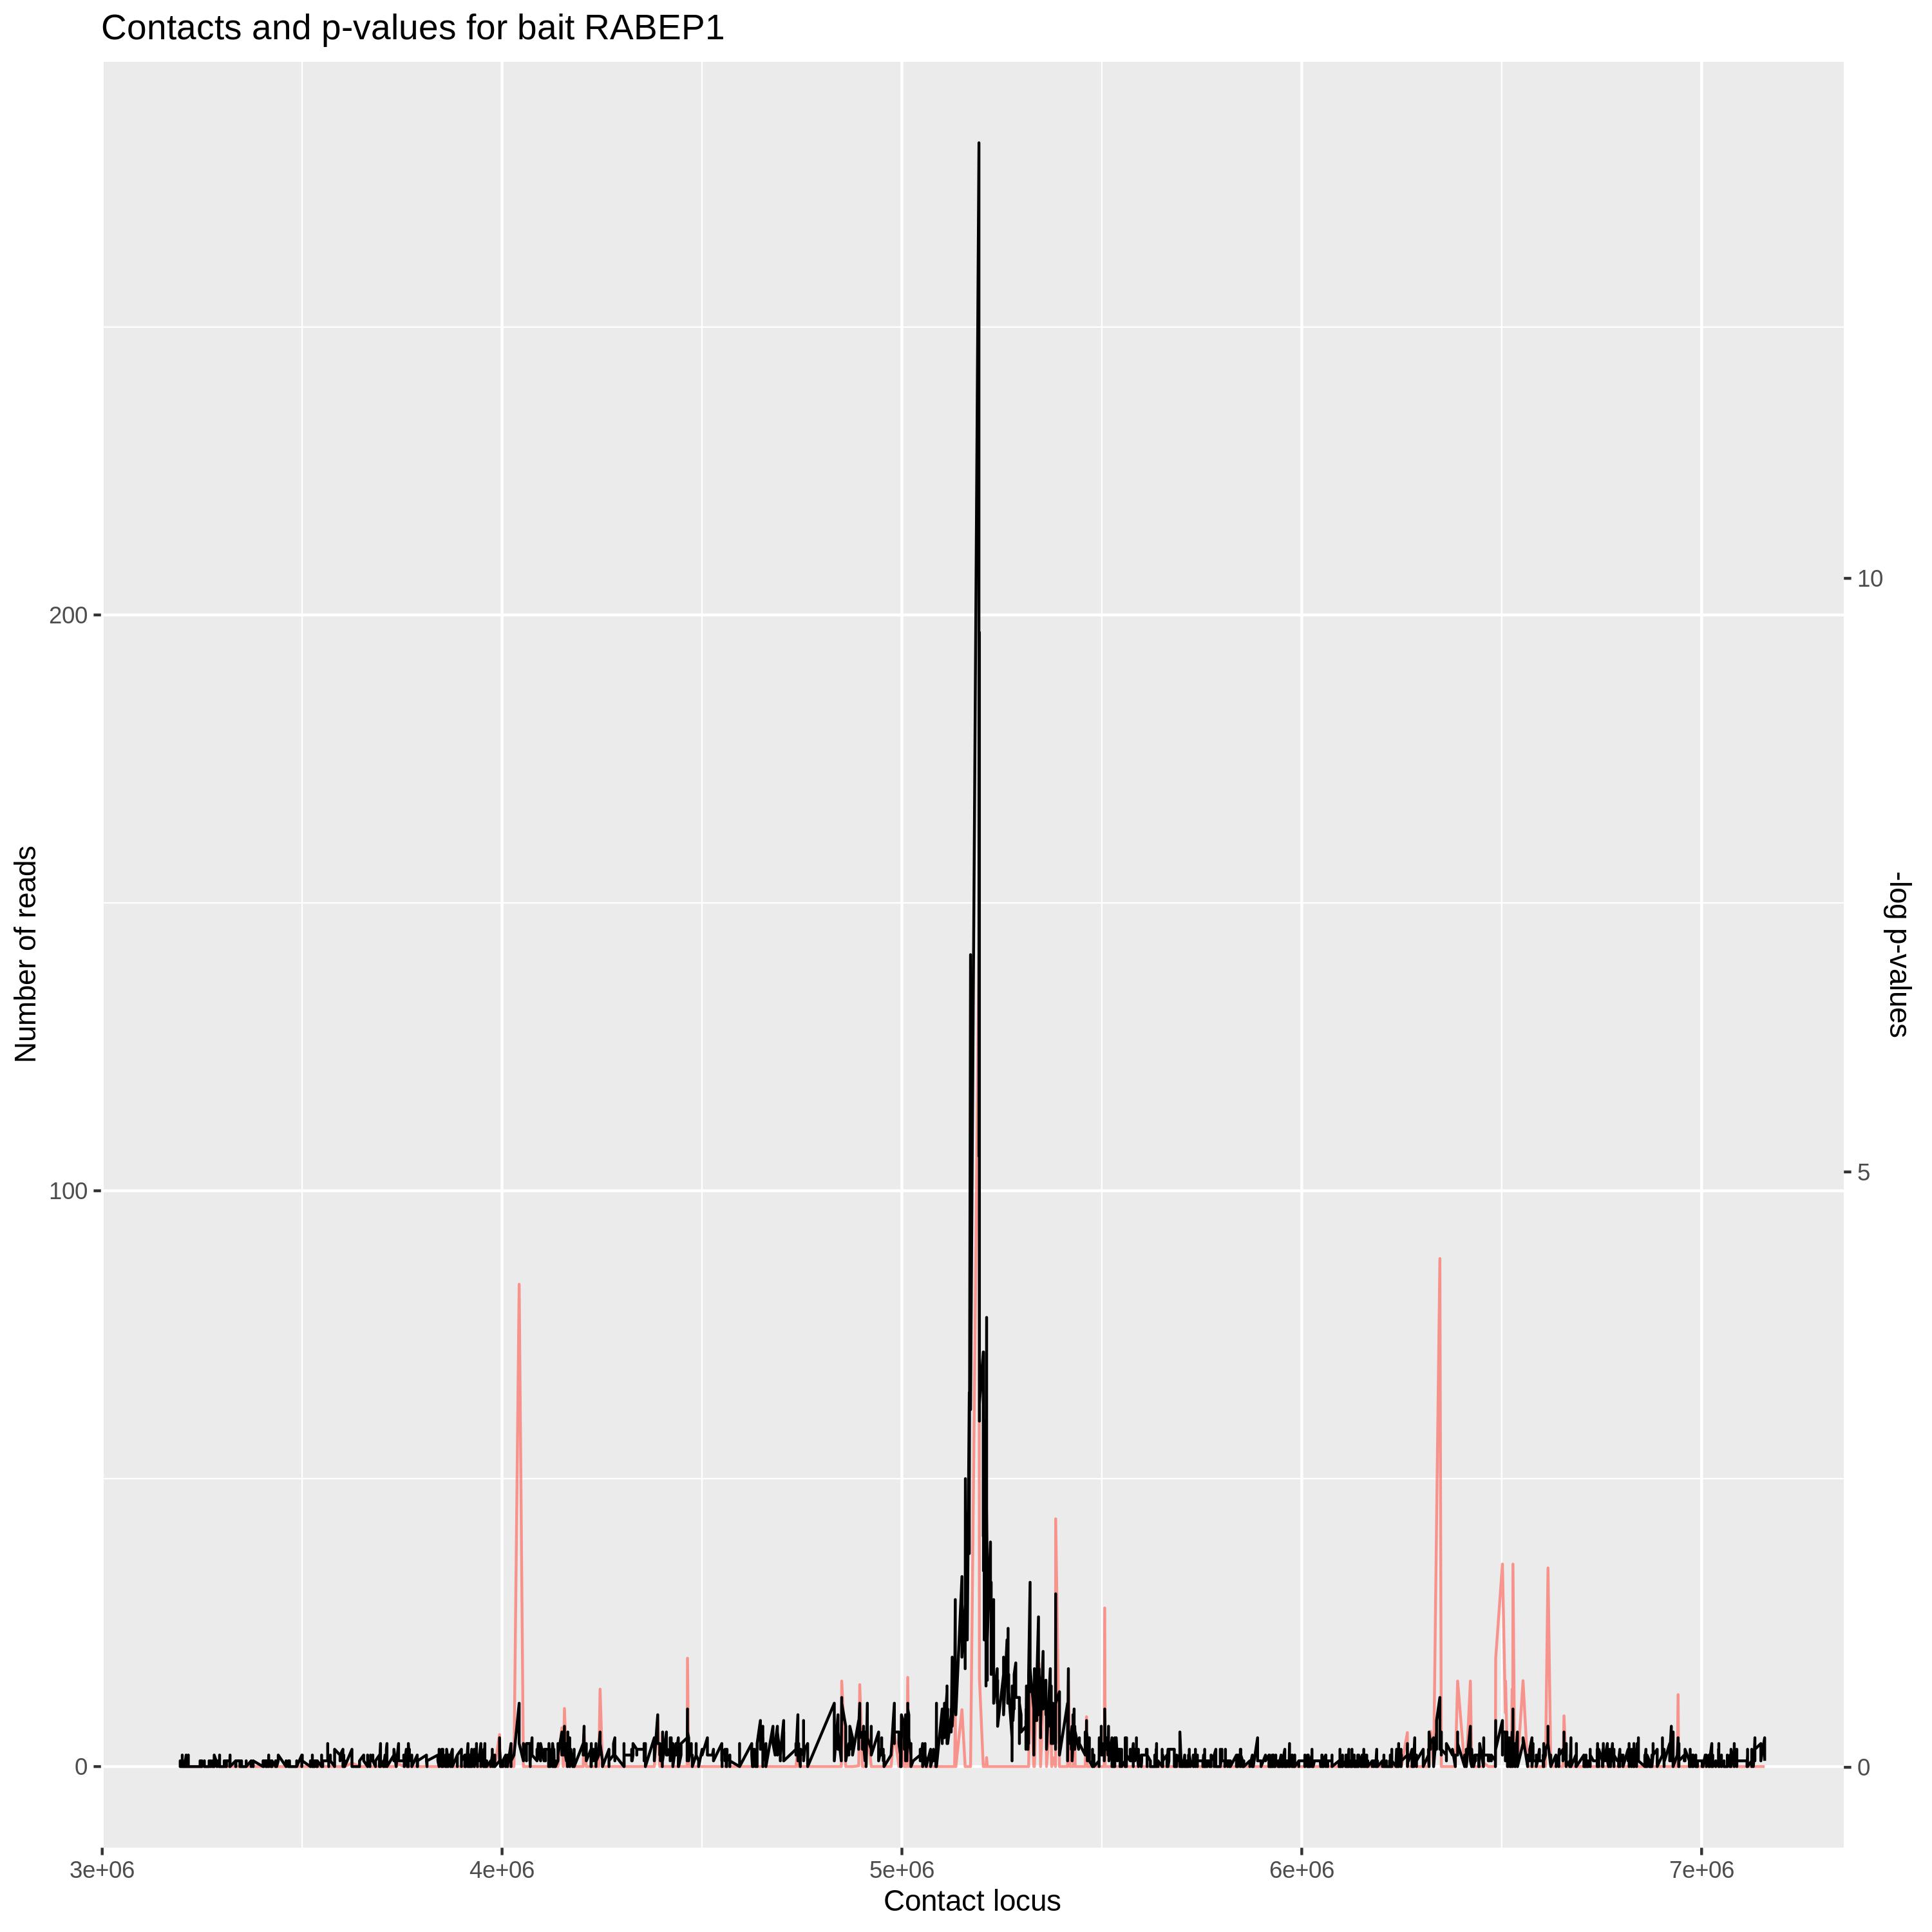 Contacts and p-values for bait RABEP1
200
100
0
Number of reads
10
5
0
-log p-values
3e+06
4e+06
5e+06
6e+06
7e+06
Contact locus